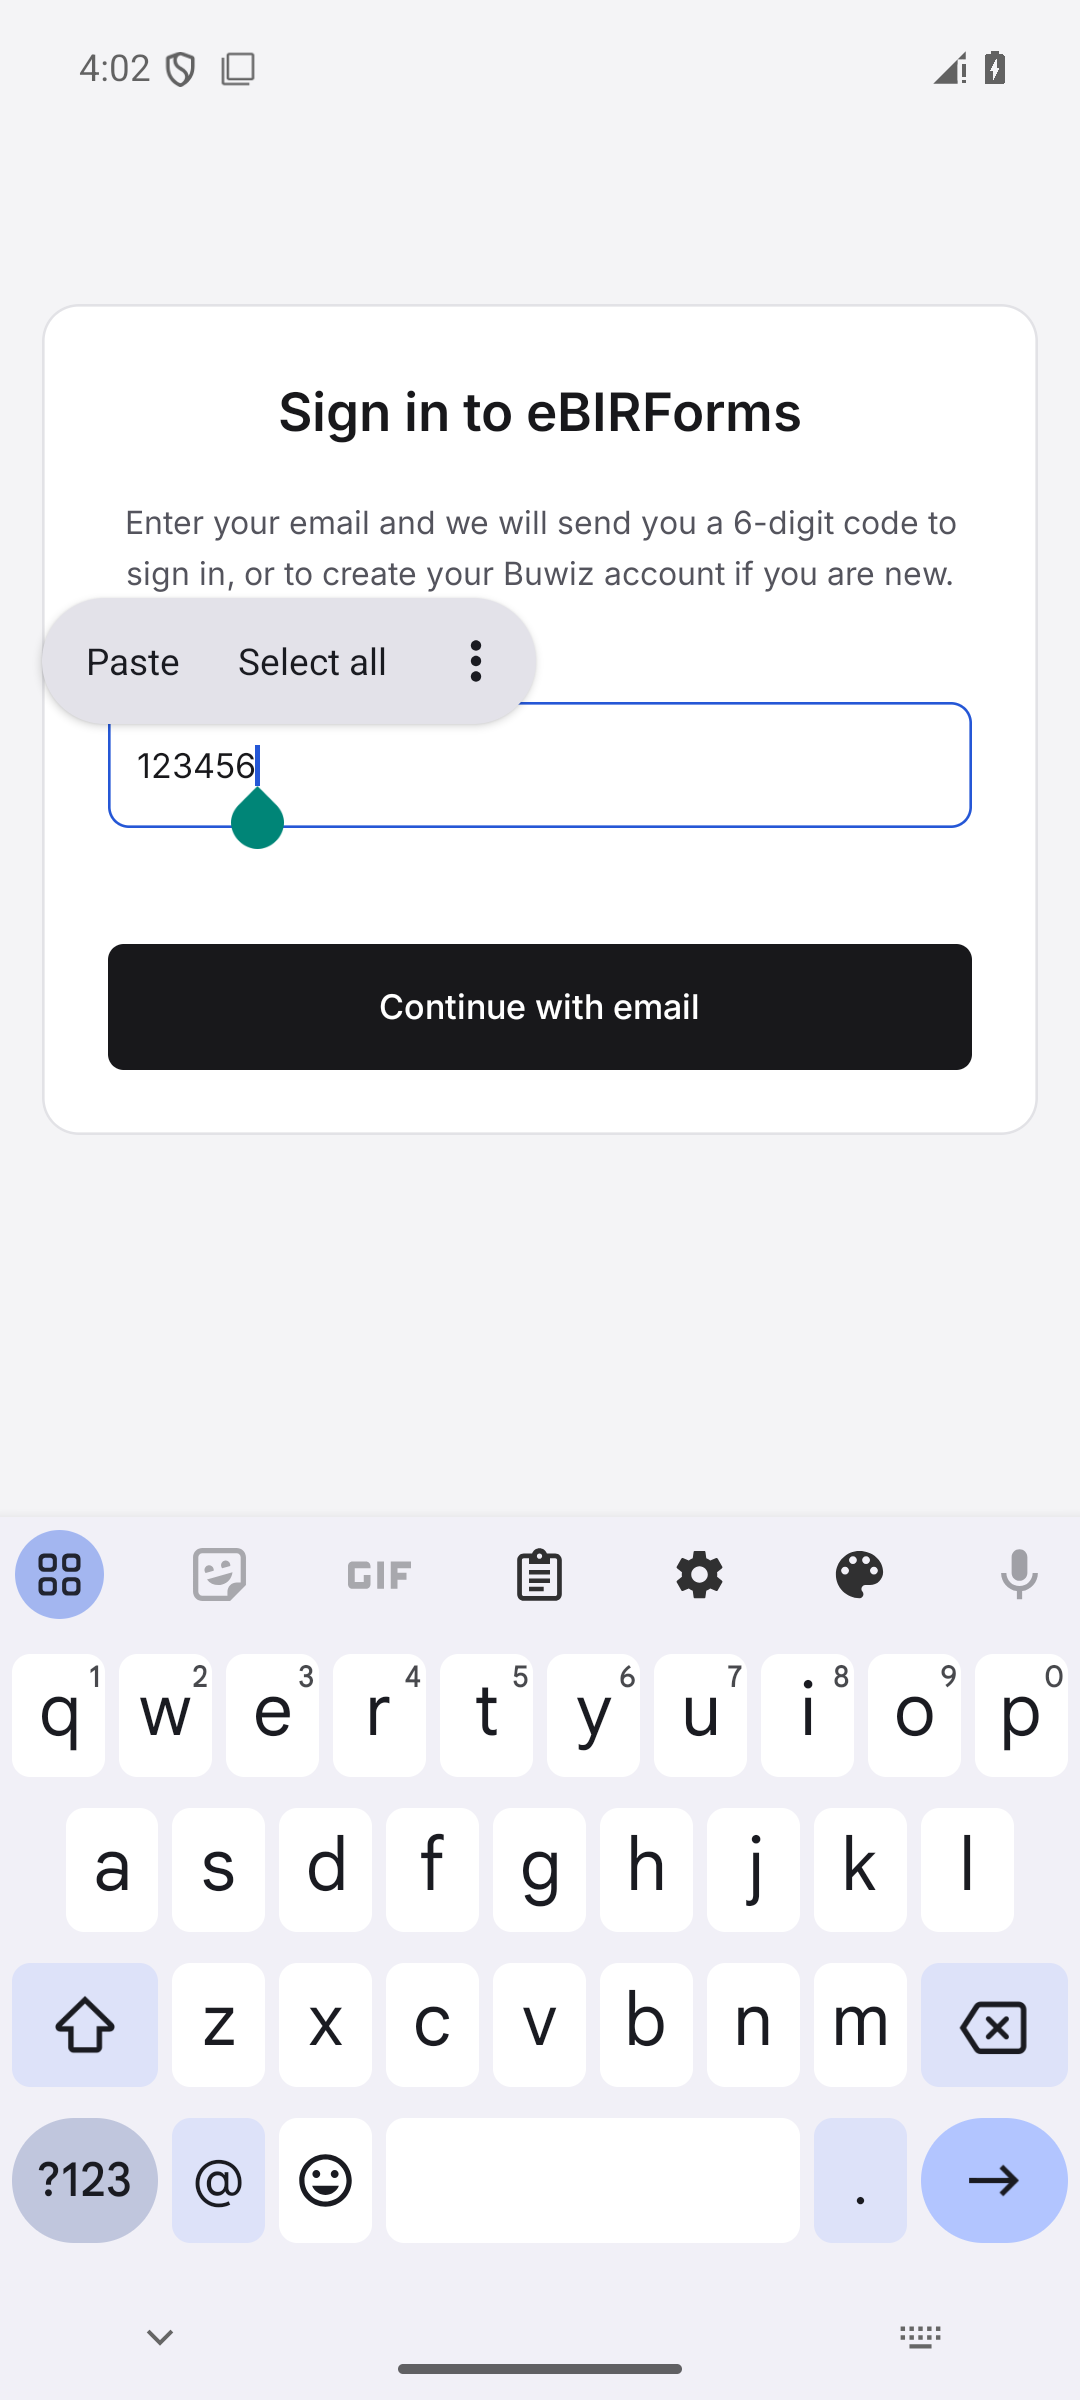 4:02
Sign in to eBIRForms
Enter your email and we will send you a 6-digit code to
sign in, or to create your Buwiz account if you are new.
Paste Select all
123456
Continue with email
GIF
q 1 w 2 e 3 r 4 t 5 y 6 u 7 i 8 o 9 p 0
a s d f g h j k l
z x c v b n m
?123 @ .